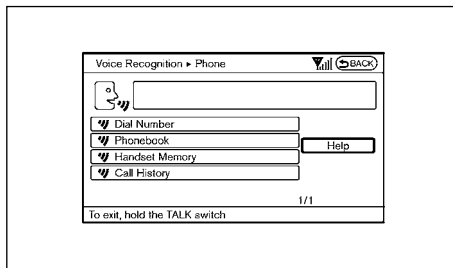 Voice Recognition ▸ Phone BACK
Dial Number
Phonebook
Help
Handset Memory
Call History
1/1
To exit, hold the TALK switch